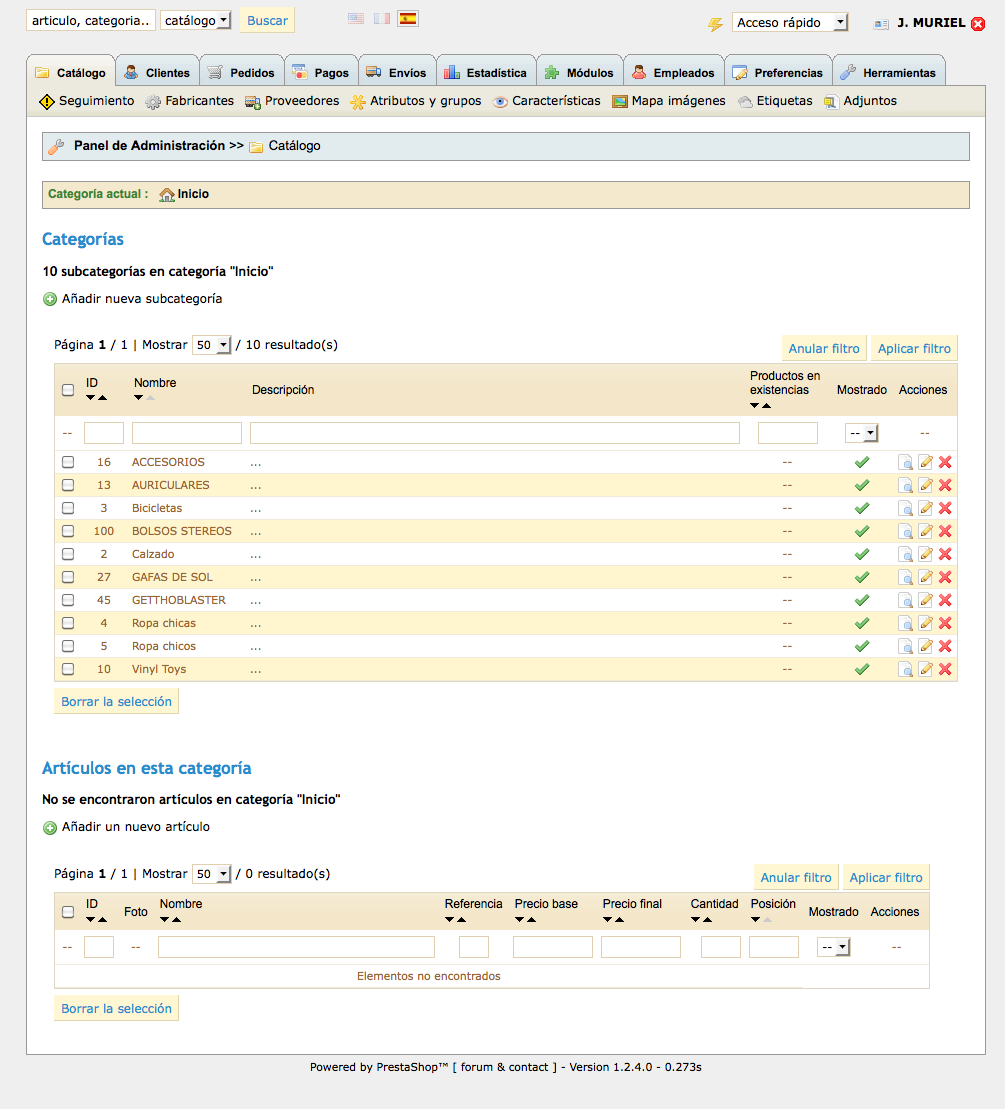 articulo, categoria... catálogo Buscar Acceso rápido J. MURIEL
Catálogo Clientes Pedidos Pagos Envíos Estadística Módulos Empleados Preferencias Herramientas
Seguimiento Fabricantes Proveedores Atributos y grupos Características Mapa imágenes Etiquetas Adjuntos
Panel de Administración >> Catálogo
Categoría actual : Inicio
Categorías
10 subcategorías en categoría "Inicio"
Añadir nueva subcategoría
Página 1 / 1 | Mostrar 50 / 10 resultado(s) Anular filtro Aplicar filtro
ID Nombre Descripción Productos en existencias Mostrado Acciones
-- -- --
16 ACCESORIOS ... --
13 AURICULARES ... --
3 Bicicletas ... --
100 BOLSOS STEREOS ... --
2 Calzado ... --
27 GAFAS DE SOL ... --
45 GETTHOBLASTER ... --
4 Ropa chicas ... --
5 Ropa chicos ... --
10 Vinyl Toys ... --
Borrar la selección
Artículos en esta categoría
No se encontraron artículos en categoría "Inicio"
Añadir un nuevo artículo
Página 1 / 1 | Mostrar 50 / 0 resultado(s) Anular filtro Aplicar filtro
ID Foto Nombre Referencia Precio base Precio final Cantidad Posición Mostrado Acciones
-- -- -- --
Elementos no encontrados
Borrar la selección
Powered by PrestaShop™ [ forum & contact ] - Version 1.2.4.0 - 0.273s